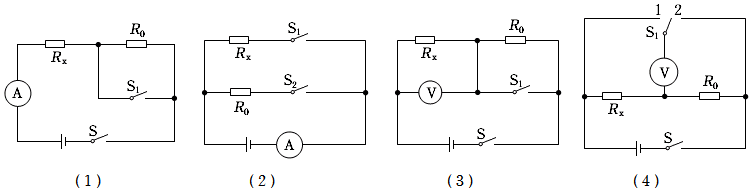 Rx R0 S1 A S (1)
Rx S1 R0 S2 A (2)
Rx R0 V S1 S (3)
1 2 S1 V Rx R0 S (4)